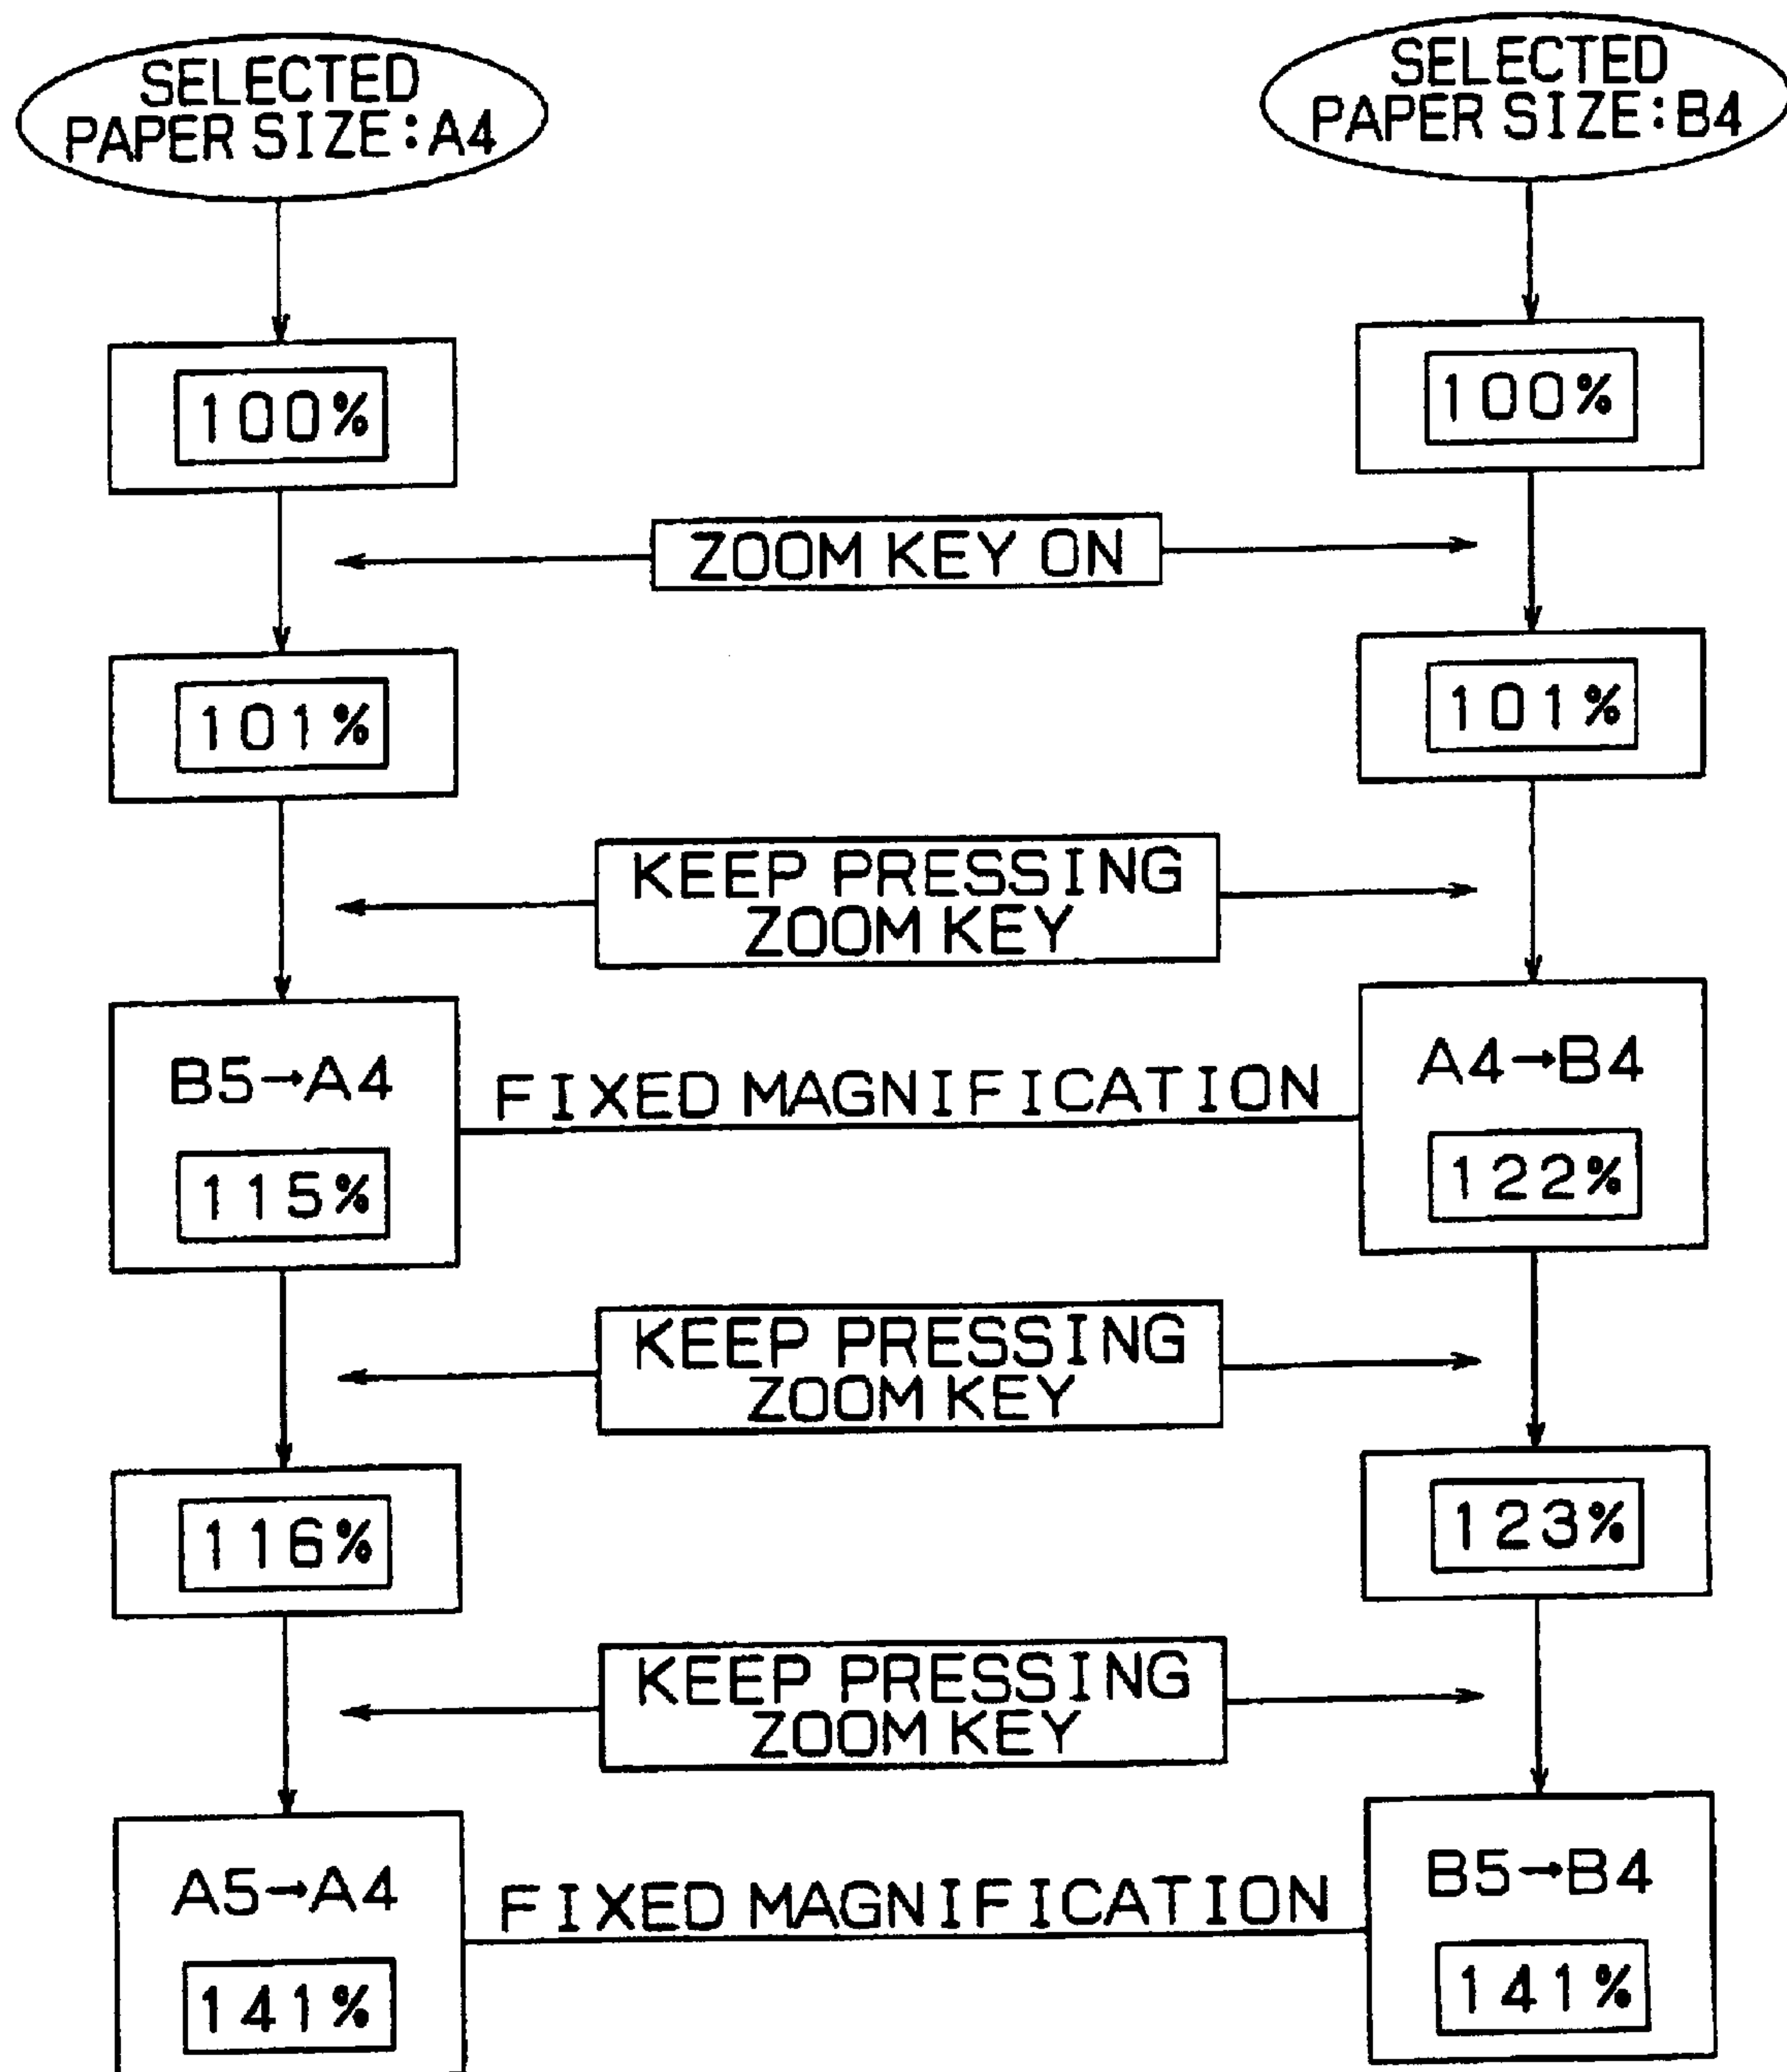 SELECTED
PAPER SIZE:A4
SELECTED
PAPER SIZE:B4
100%
100%
ZOOM KEY ON
101%
101%
KEEP PRESSING
ZOOM KEY
B5→A4
115%
FIXED MAGNIFICATION
A4→B4
122%
KEEP PRESSING
ZOOM KEY
116%
123%
KEEP PRESSING
ZOOM KEY
A5→A4
141%
FIXED MAGNIFICATION
B5→B4
141%